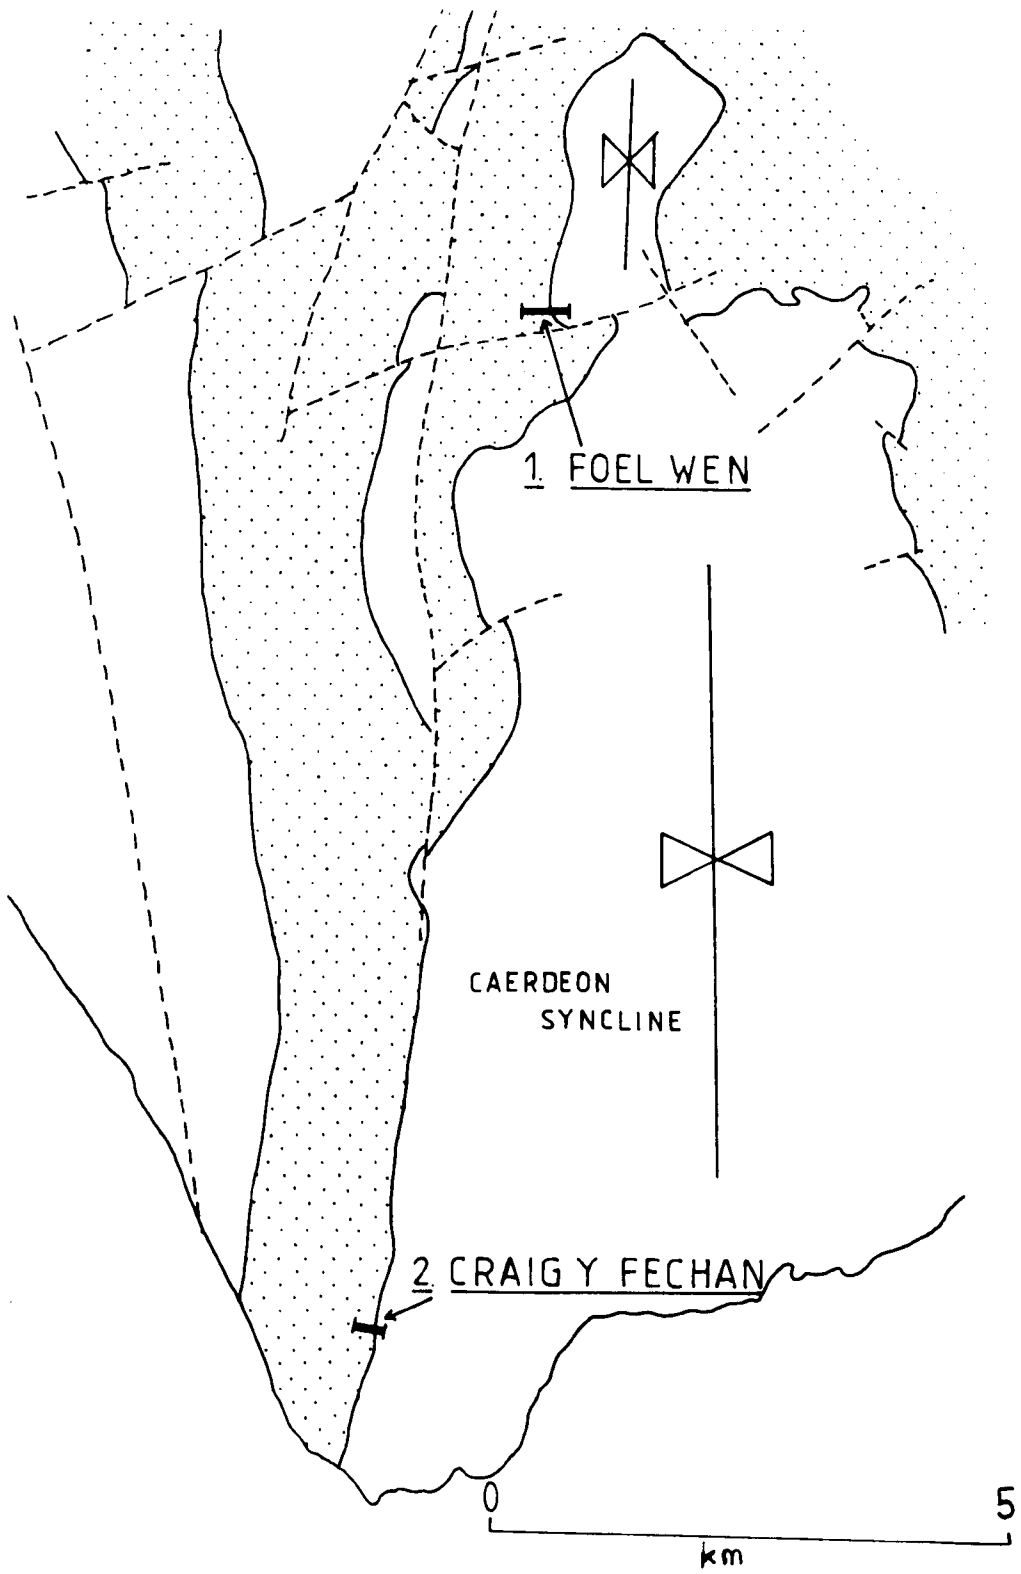 1. FOEL WEN
CAERDEON
SYNCLINE
2. CRAIG Y FECHAN
0 5
km